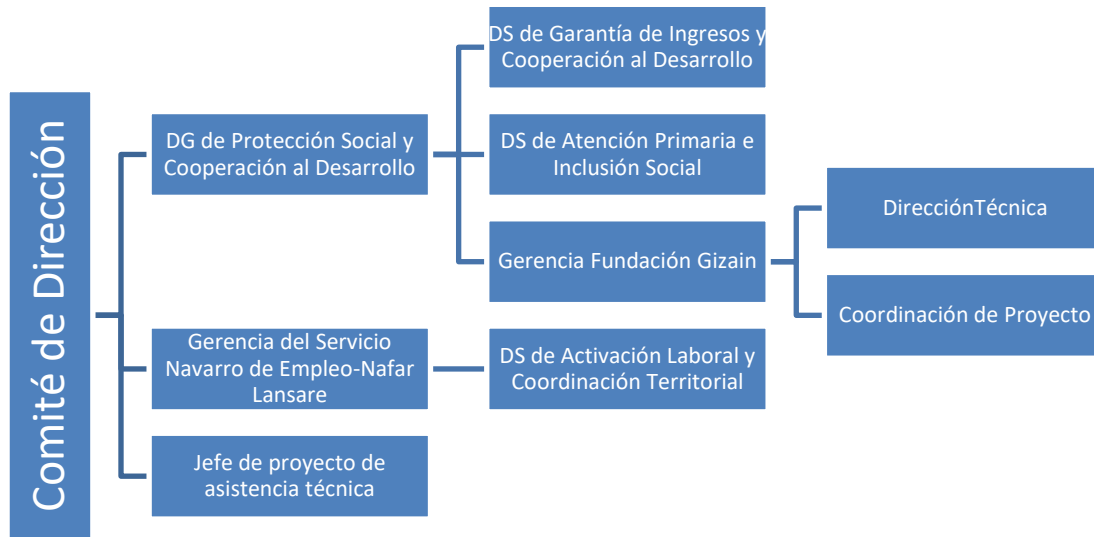 Comité de Dirección
DG de Protección Social y
Cooperación al Desarrollo
DS de Garantía de Ingresos y
Cooperación al Desarrollo
DS de Atención Primaria e
Inclusión Social
Gerencia Fundación Gizain
DirecciónTécnica
Coordinación de Proyecto
Gerencia del Servicio
Navarro de Empleo-Nafar
Lansare
DS de Activación Laboral y
Coordinación Territorial
Jefe de proyecto de
asistencia técnica